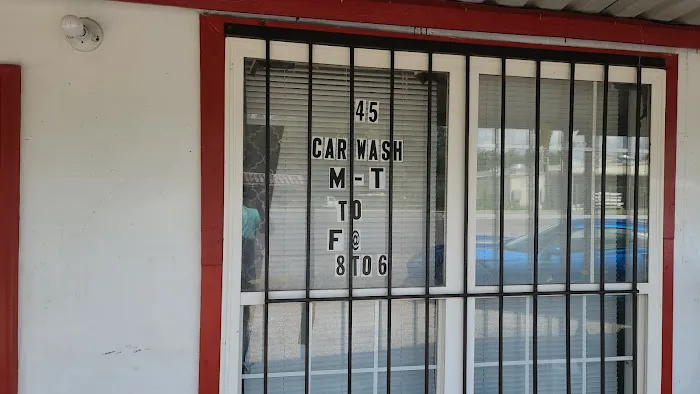 45
CAR WASH
M - T
TO
F @
8 TO 6